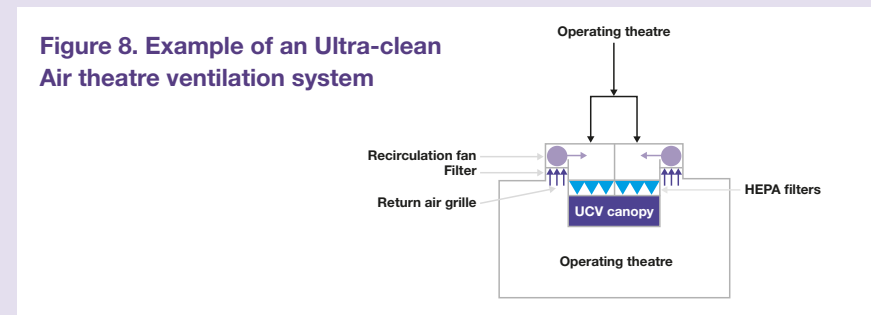 Figure 8. Example of an Ultra-clean
Air theatre ventilation system
Operating theatre
Recirculation fan
Filter
Return air grille
HEPA filters
UCV canopy
Operating theatre